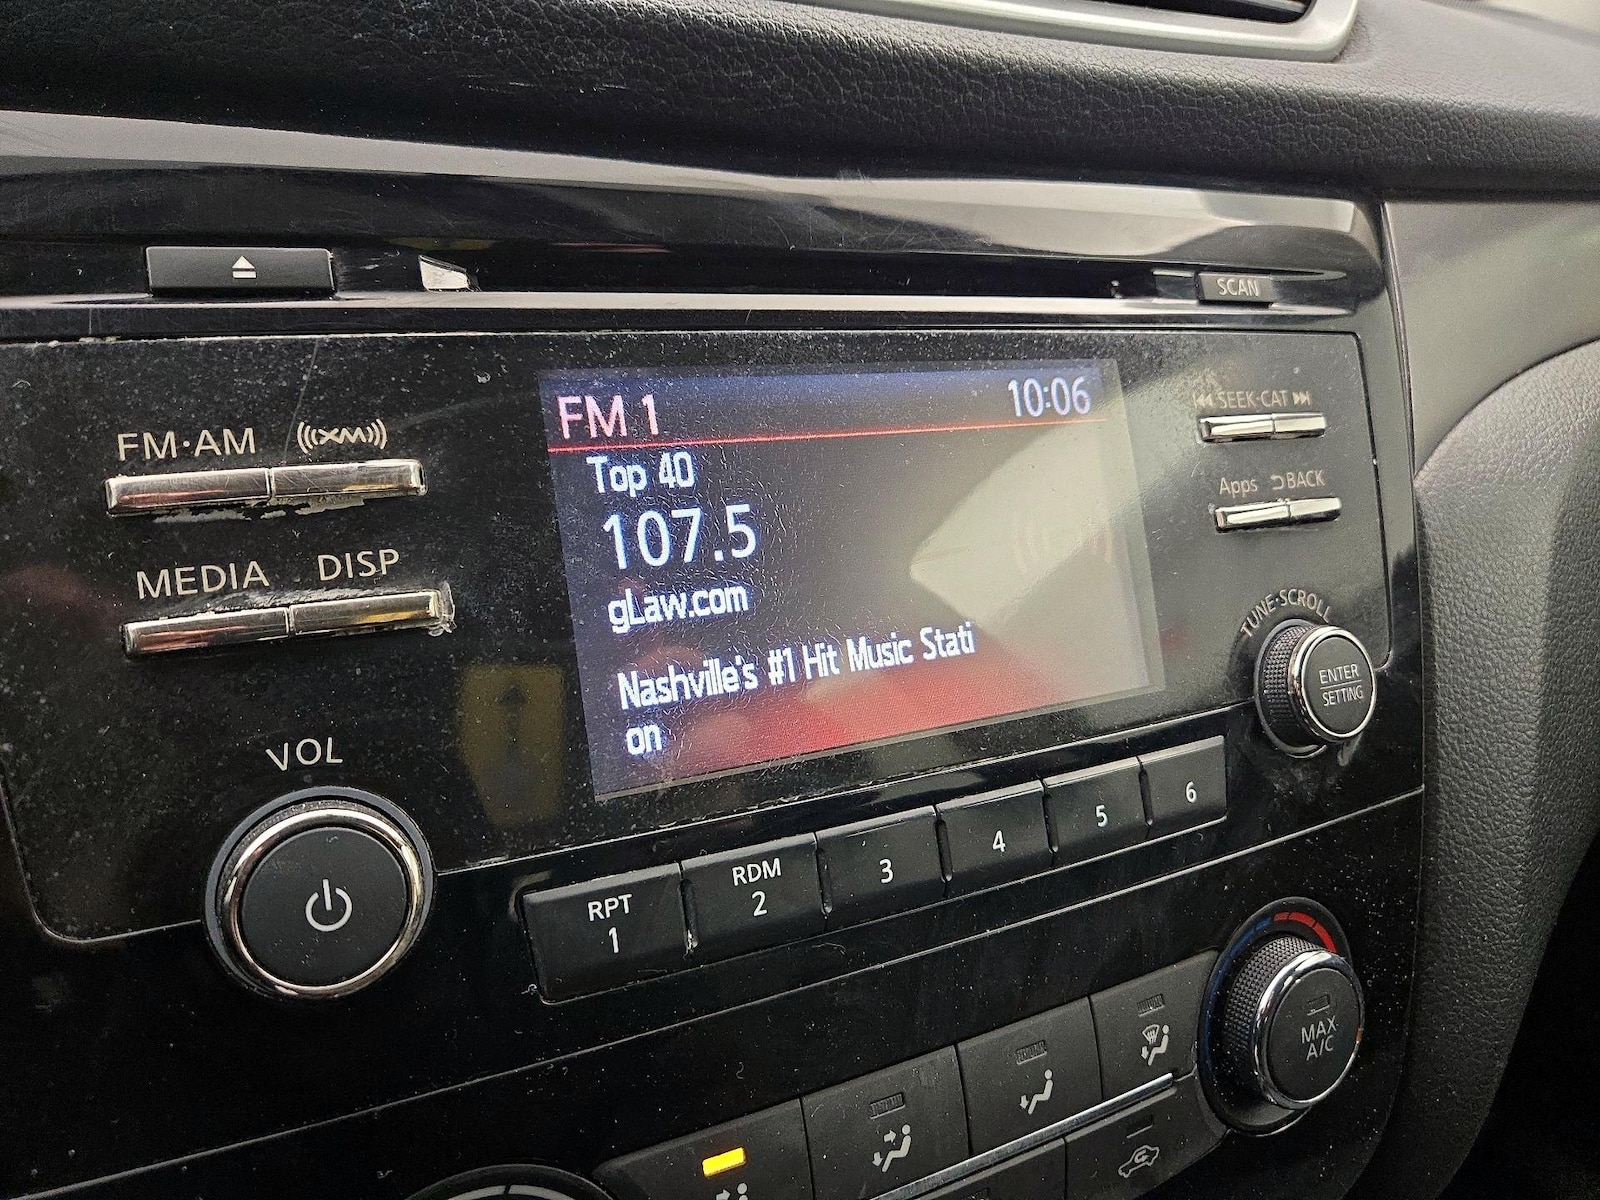 SCAN
FM·AM (((XM)))
MEDIA DISP
VOL
FM 1 10:06
Top 40
107.5
gLaw.com
Nashville's #1 Hit Music Stati
on
SEEK·CAT
Apps BACK
TUNE·SCROLL
ENTER
SETTING
RPT
1
RDM
2
3
4
5
6
MAX
A/C